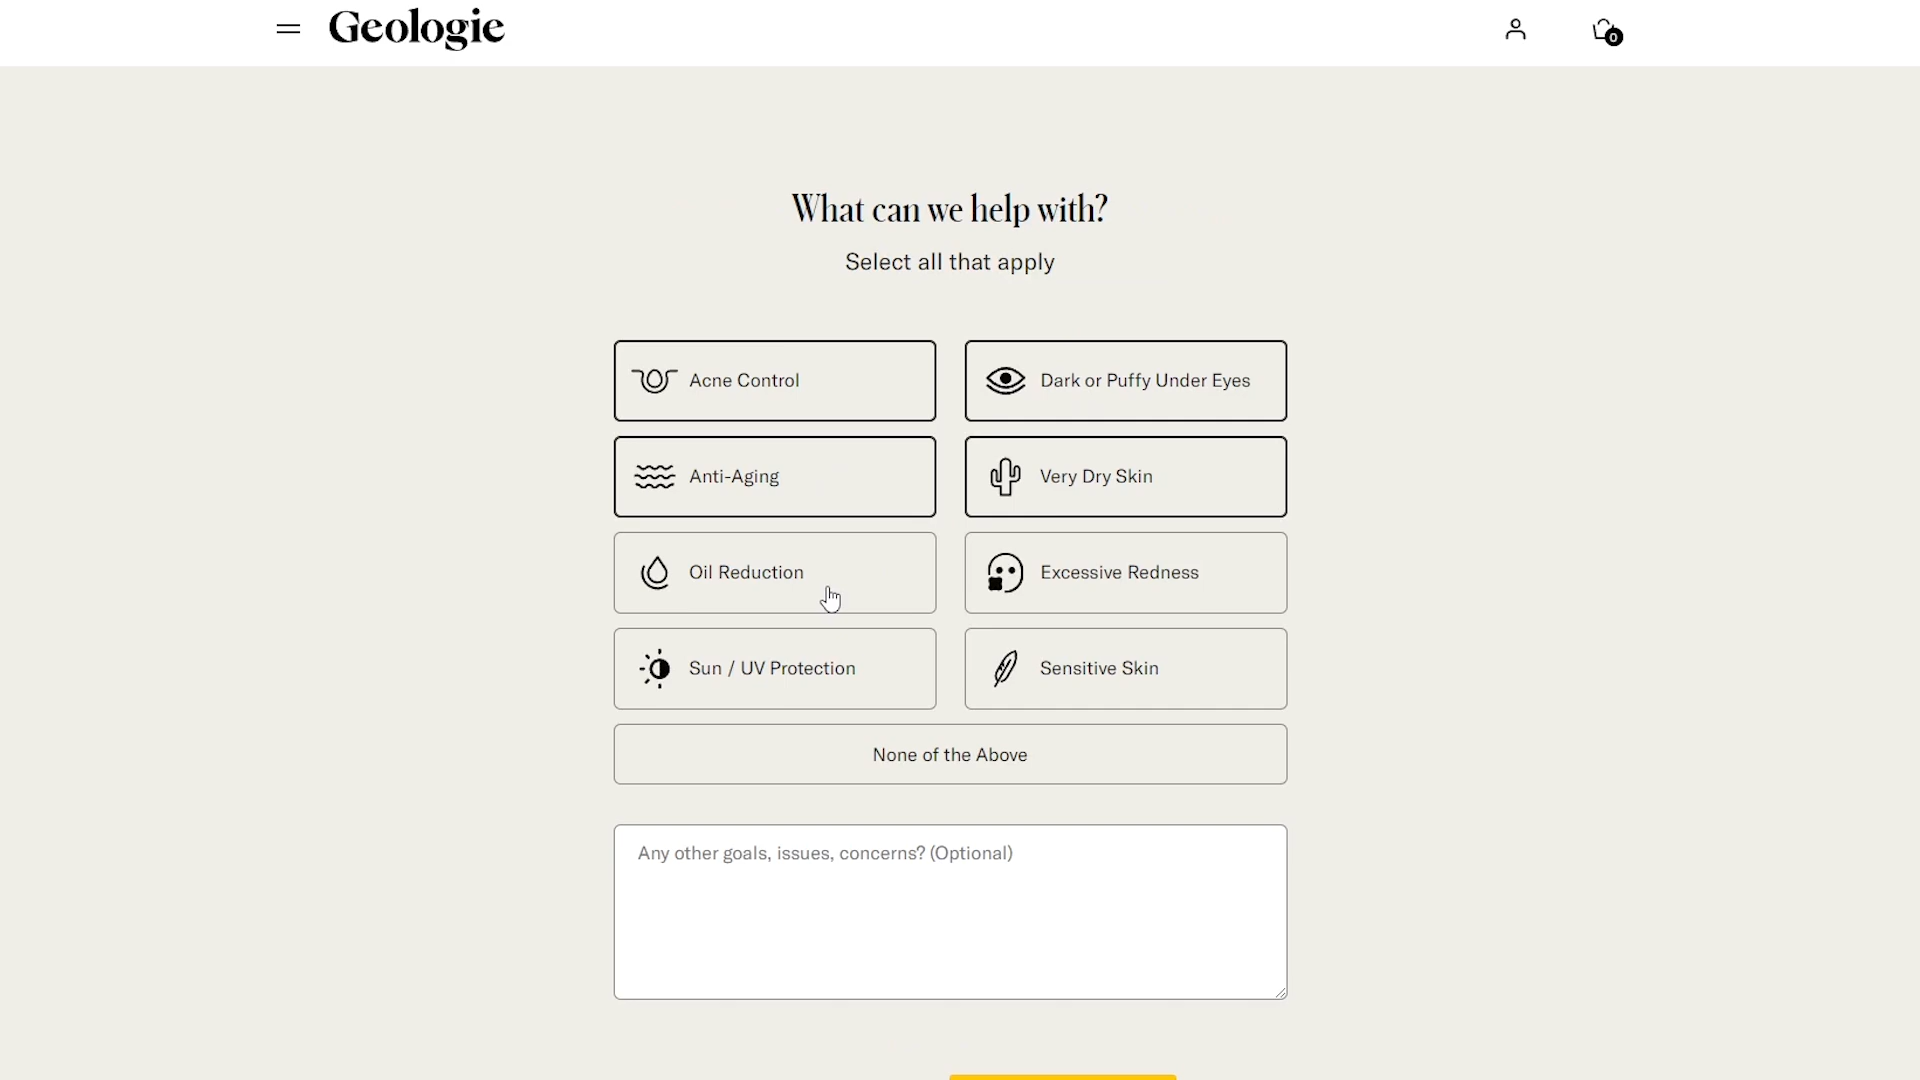 Geologie
0
What can we help with?
Select all that apply
Acne Control
Dark or Puffy Under Eyes
Anti-Aging
Very Dry Skin
Oil Reduction
Excessive Redness
Sun / UV Protection
Sensitive Skin
None of the Above
Any other goals, issues, concerns? (Optional)